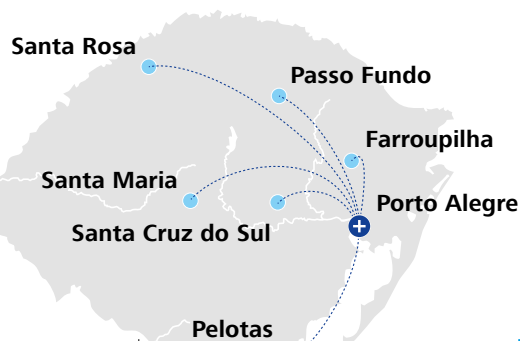 Santa Rosa
Passo Fundo
Farroupilha
Santa Maria
Porto Alegre
Santa Cruz do Sul
Pelotas